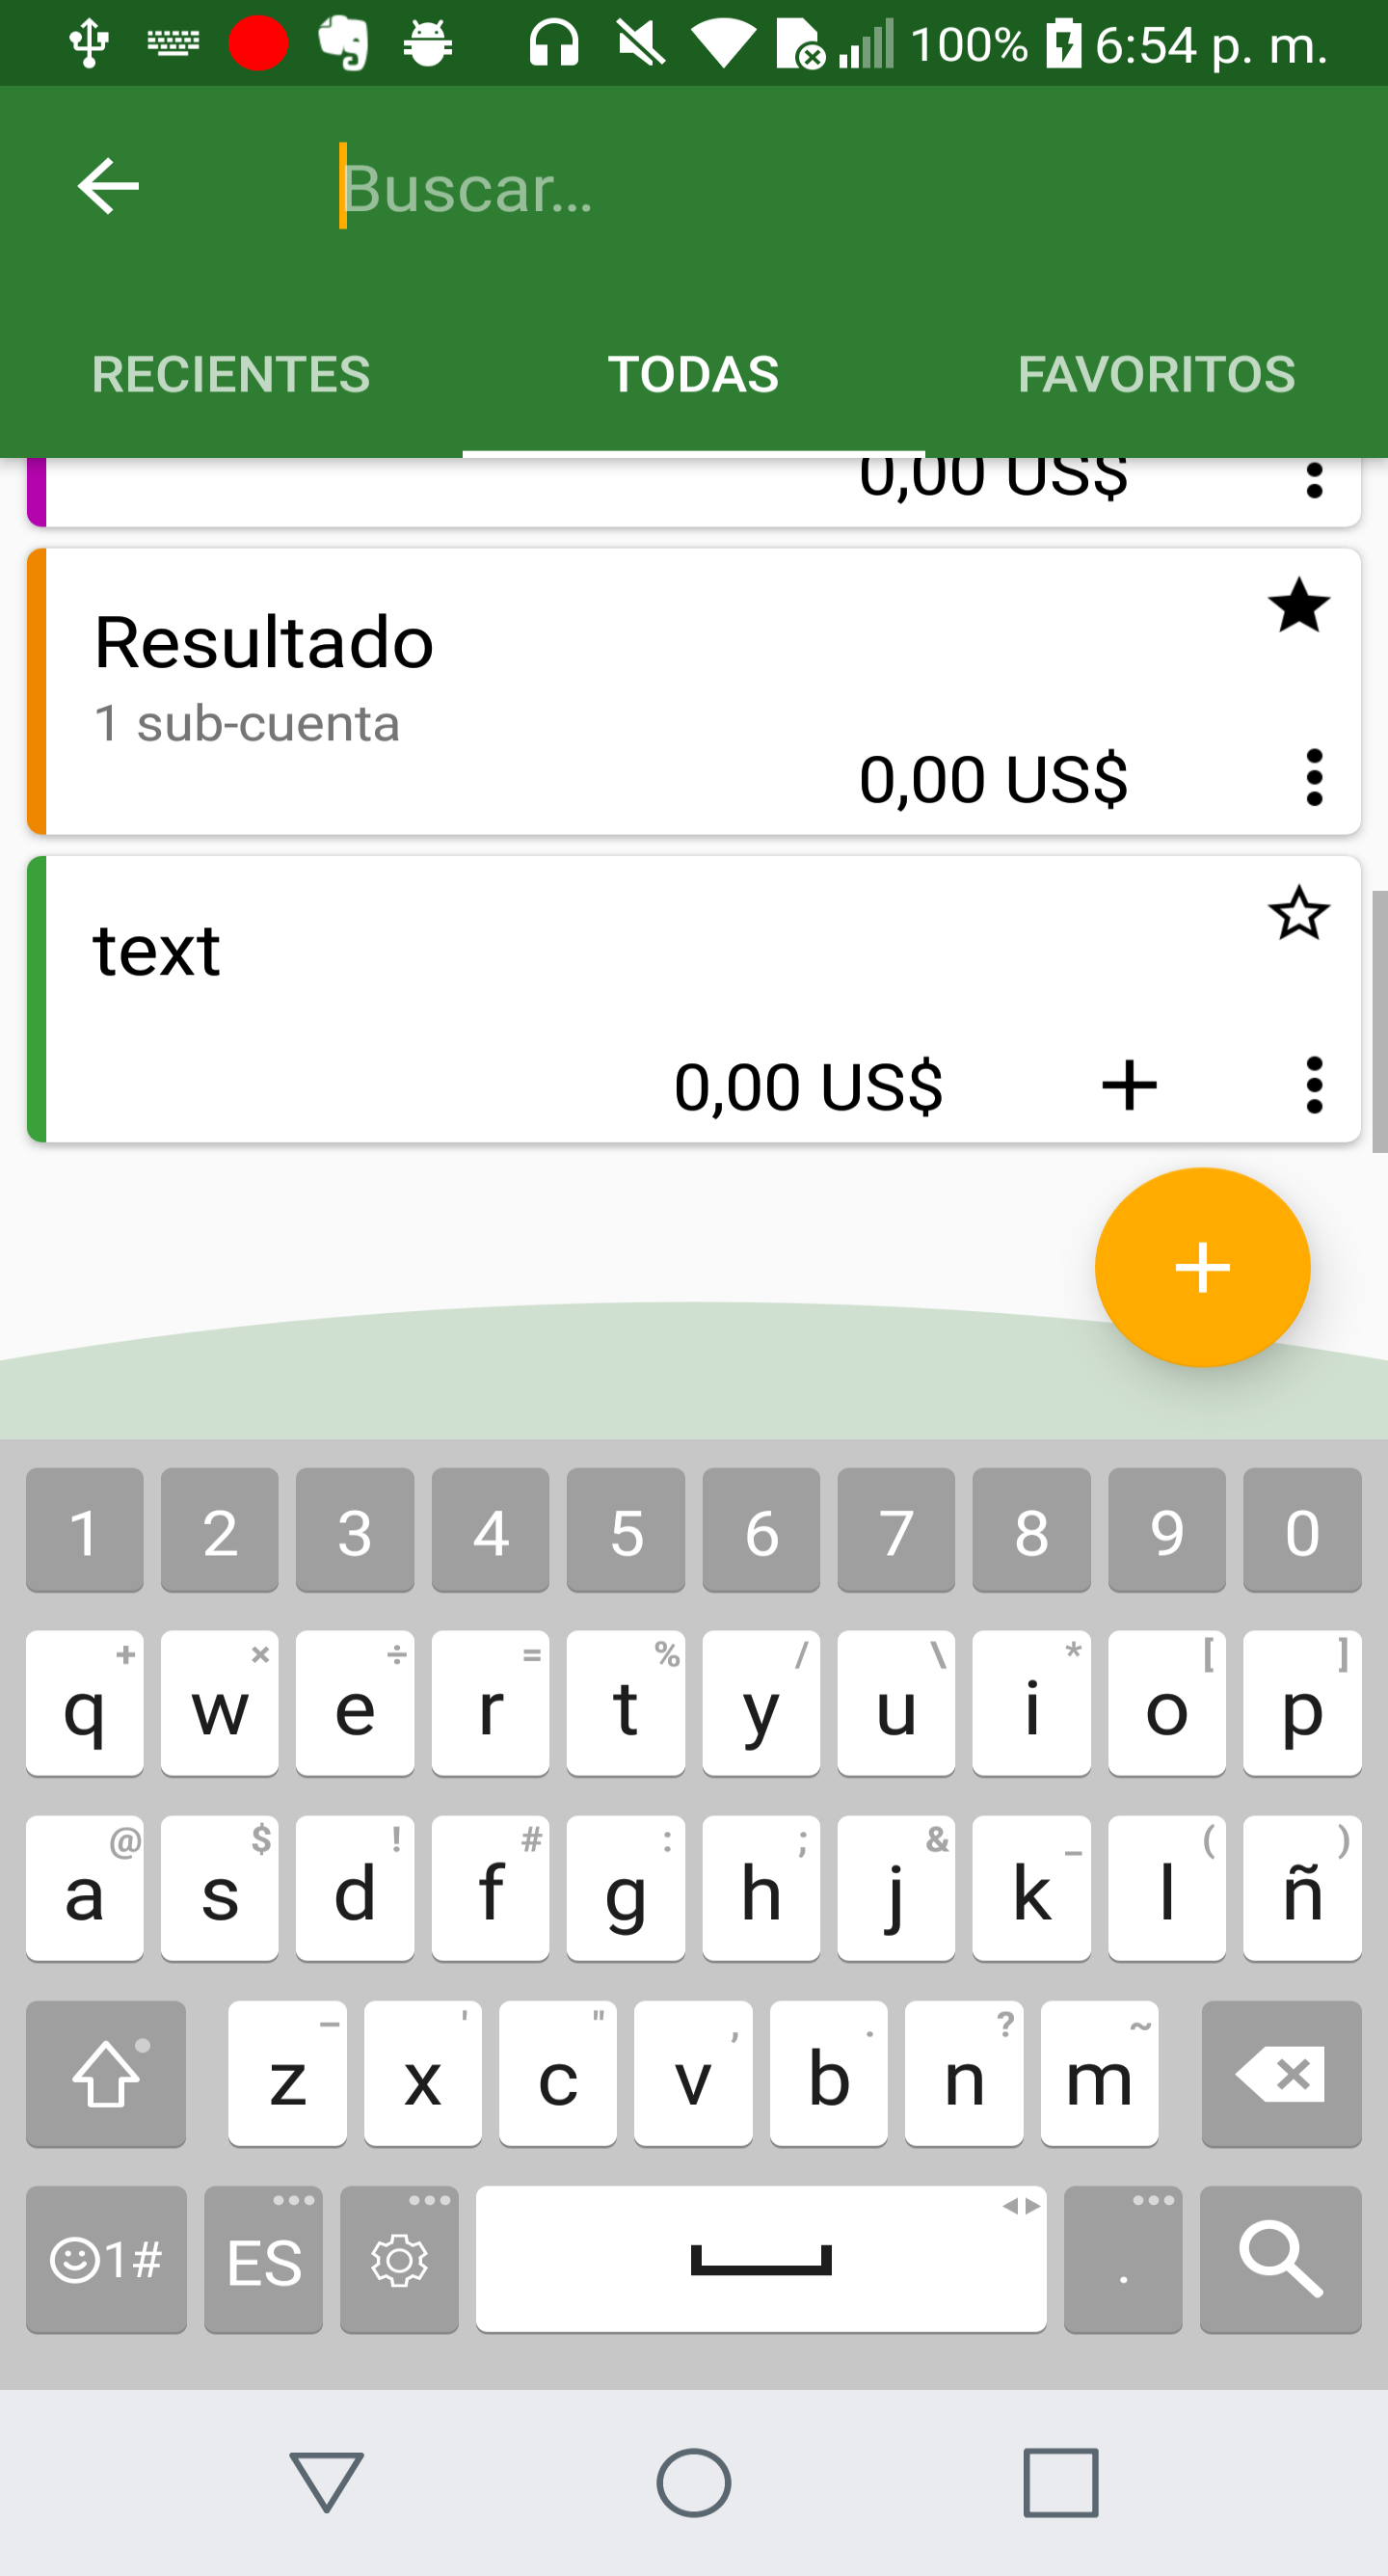 100% 6:54 p. m.
Buscar...
RECIENTES TODAS FAVORITOS
0,00 US$
Resultado
1 sub-cuenta
0,00 US$
text
0,00 US$
1 2 3 4 5 6 7 8 9 0
+ × ÷ = % / \ * [ ]
q w e r t y u i o p
@ $ ! # : ; & _ ( )
a s d f g h j k l ñ
– ' " , . ? ~
z x c v b n m
1# ES .